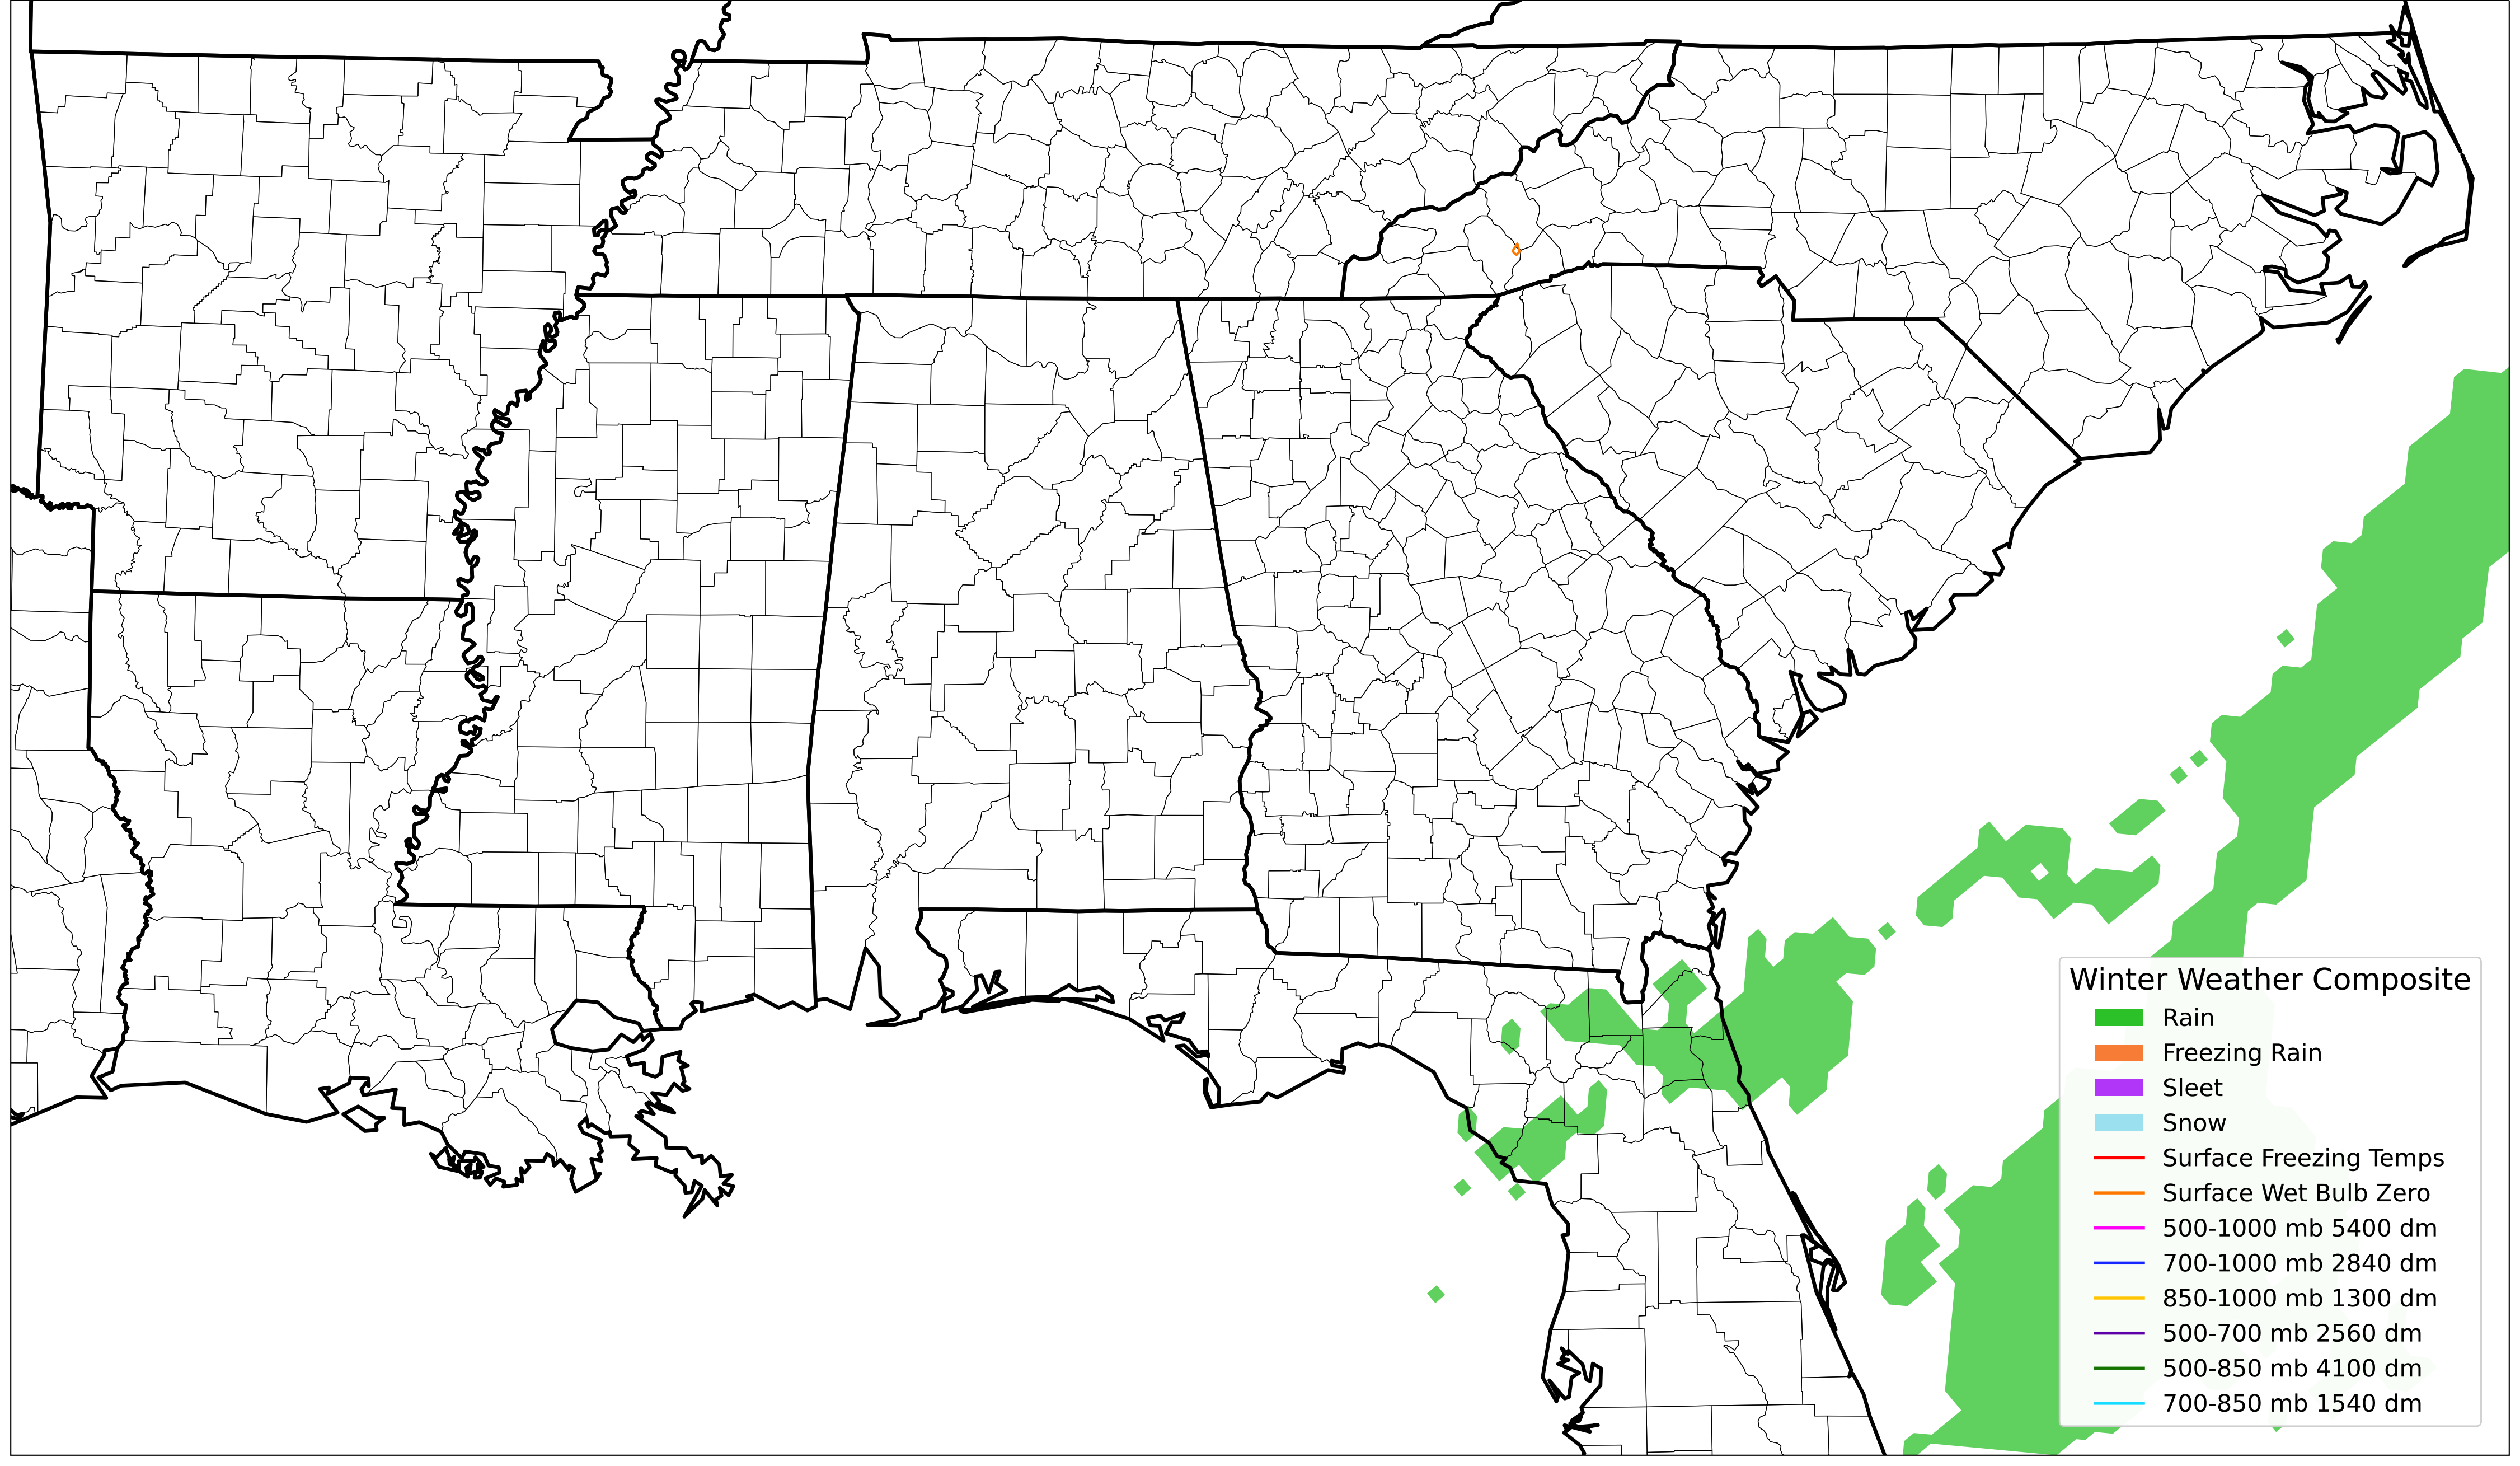 Winter Weather Composite
Rain
Freezing Rain
Sleet
Snow
Surface Freezing Temps
Surface Wet Bulb Zero
500-1000 mb 5400 dm
700-1000 mb 2840 dm
850-1000 mb 1300 dm
500-700 mb 2560 dm
500-850 mb 4100 dm
700-850 mb 1540 dm